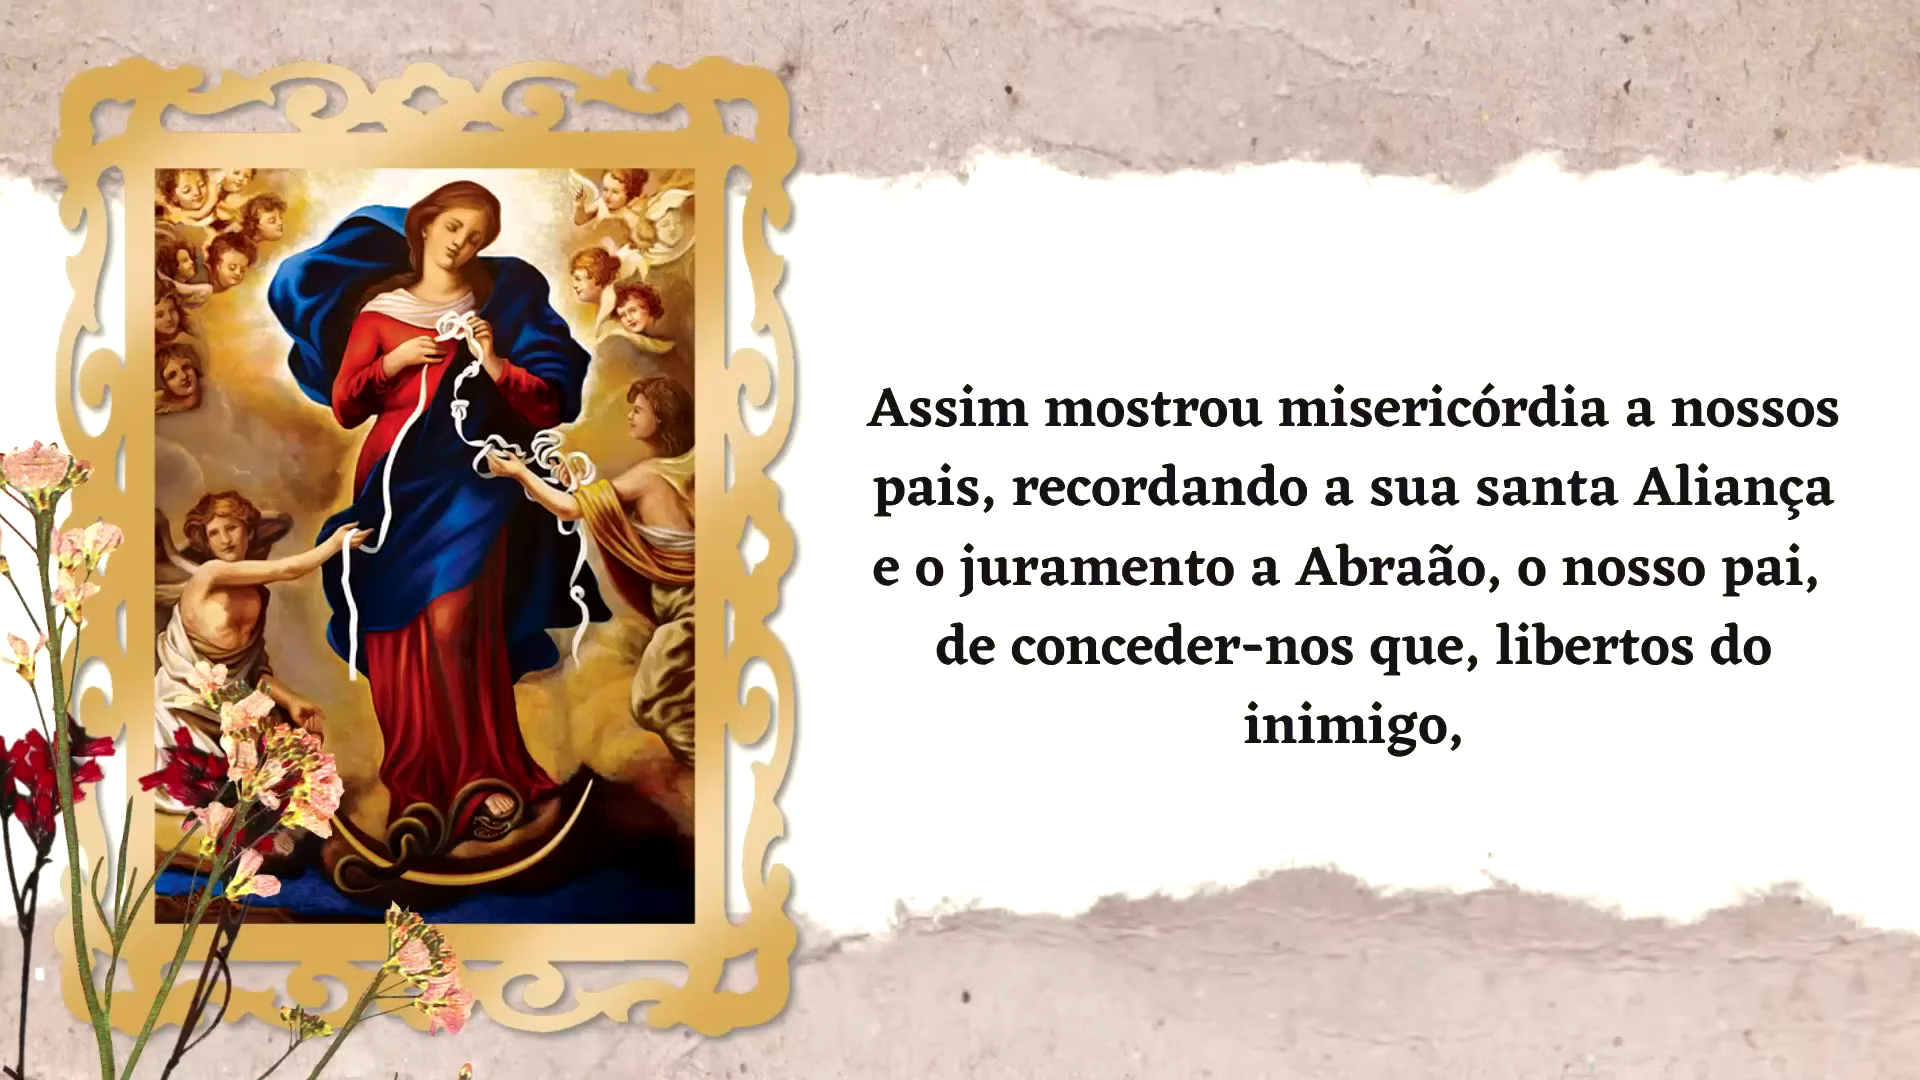 Assim mostrou misericórdia a nossos
pais, recordando a sua santa Aliança
e o juramento a Abraão, o nosso pai,
de conceder-nos que, libertos do
inimigo,